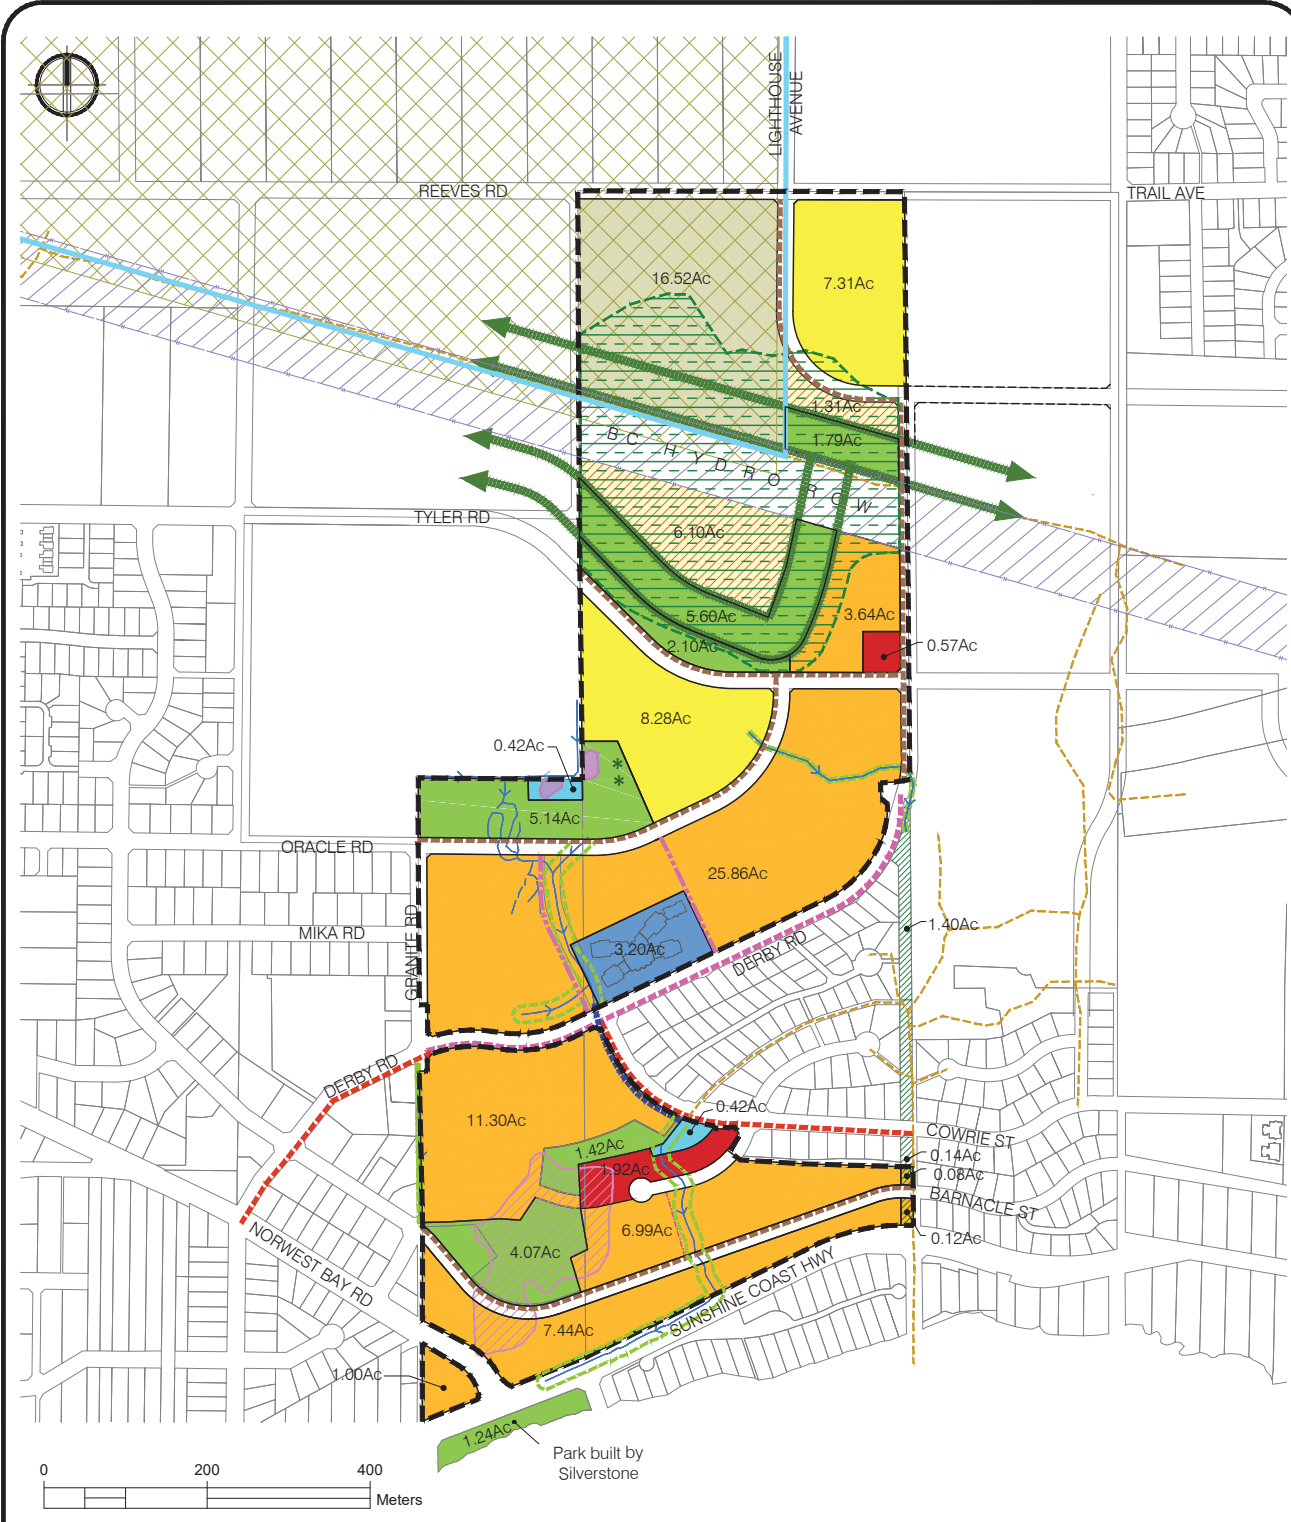 LIGHTHOUSE
AVENUE
REEVES RD
TRAIL AVE
16.52Ac
7.31Ac
1.31Ac
1.79Ac
BC HYDRO ROW
TYLER RD
6.10Ac
5.60Ac
3.64Ac
2.10Ac
0.57Ac
8.28Ac
0.42Ac
5.14Ac
ORACLE RD
25.86Ac
GRANITE RD
MIKA RD
1.40Ac
3.20Ac
DERBY RD
DERBY RD
11.30Ac
0.42Ac
COWRIE ST
1.42Ac
0.14Ac
1.92Ac
0.08Ac
BARNACLE ST
6.99Ac
0.12Ac
4.07Ac
NORWEST BAY RD
SUNSHINE COAST HWY
7.44Ac
1.00Ac
1.24Ac
Park built by
Silverstone
0 200 400
Meters